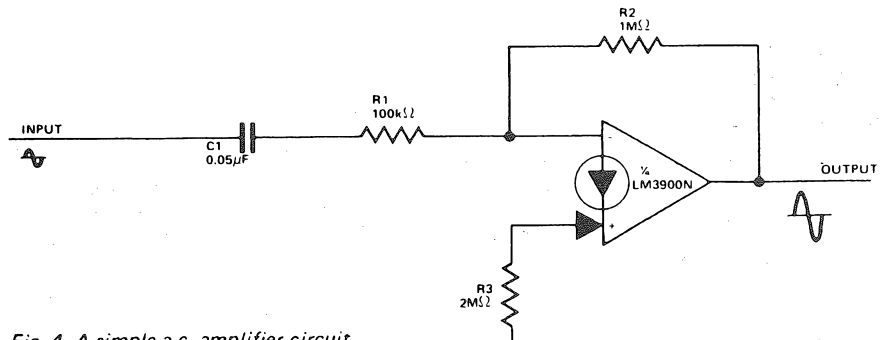 R2
1MΩ
R1
100kΩ
INPUT
C1
0.05µF
-
¼
LM3900N
OUTPUT
+
R3
2MΩ
Fig. 4. A simple a.c. amplifier circuit